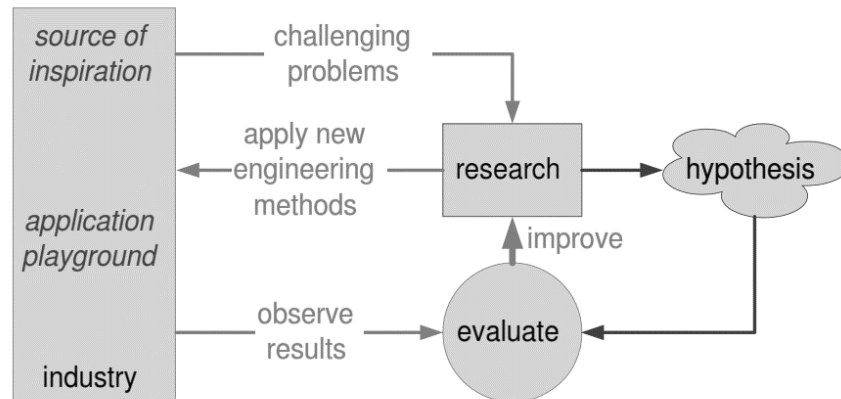 source of
inspiration
challenging
problems
apply new
engineering
methods
research
hypothesis
application
playground
improve
observe
results
evaluate
industry